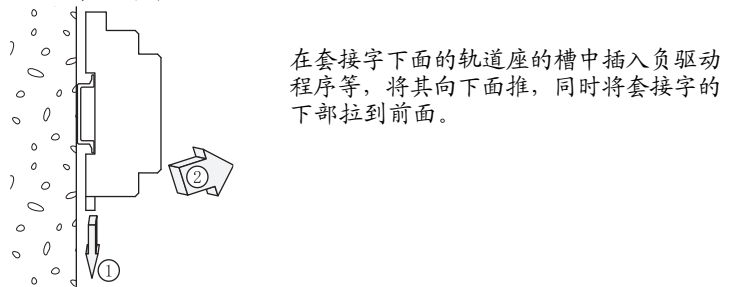 在套接字下面的轨道座的槽中插入负驱动
程序等，将其向下面推，同时将套接字的
下部拉到前面。
②
①